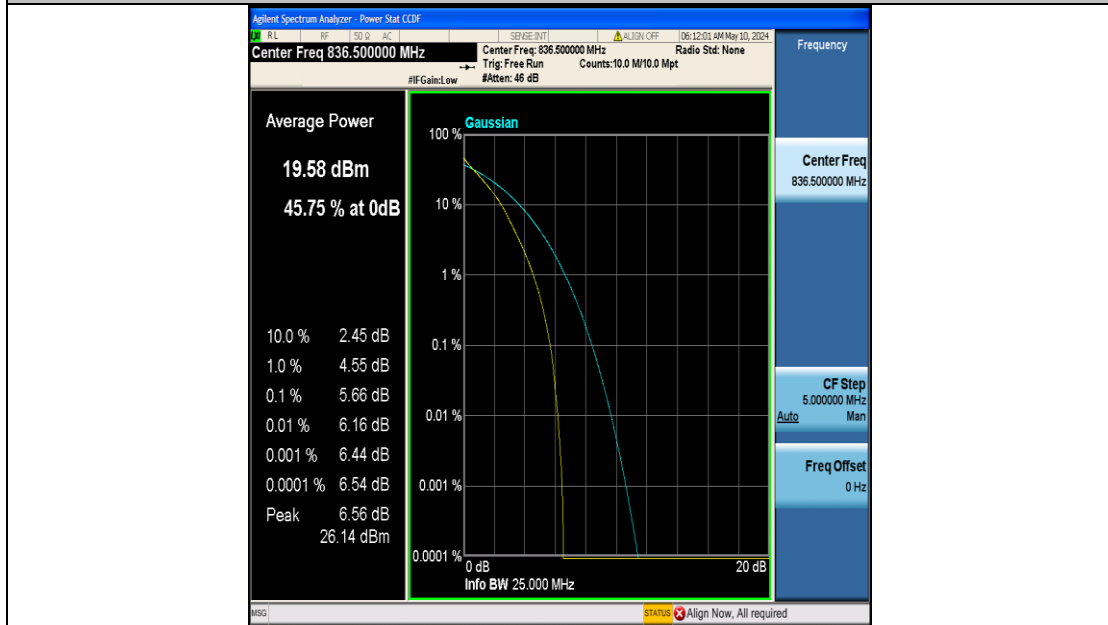 Agilent Spectrum Analyzer - Power Stat CCDF
RL RF 50 Ω AC SENSE:INT ALIGN OFF 06:12:01 AM May 10, 2024
Center Freq 836.500000 MHz
Center Freq: 836.500000 MHz Radio Std: None
Trig: Free Run Counts:10.0 M/10.0 Mpt
#IFGain:Low #Atten: 46 dB
Frequency
Average Power
19.58 dBm
45.75 % at 0dB
10.0 % 2.45 dB
1.0 % 4.55 dB
0.1 % 5.66 dB
0.01 % 6.16 dB
0.001 % 6.44 dB
0.0001 % 6.54 dB
Peak 6.56 dB
26.14 dBm
Gaussian
100 %
10 %
1 %
0.1 %
0.01 %
0.001 %
0.0001 %
0 dB 20 dB
Info BW 25.000 MHz
Center Freq
836.500000 MHz
CF Step
5.000000 MHz
Auto Man
Freq Offset
0 Hz
MSG STATUS Align Now, All required